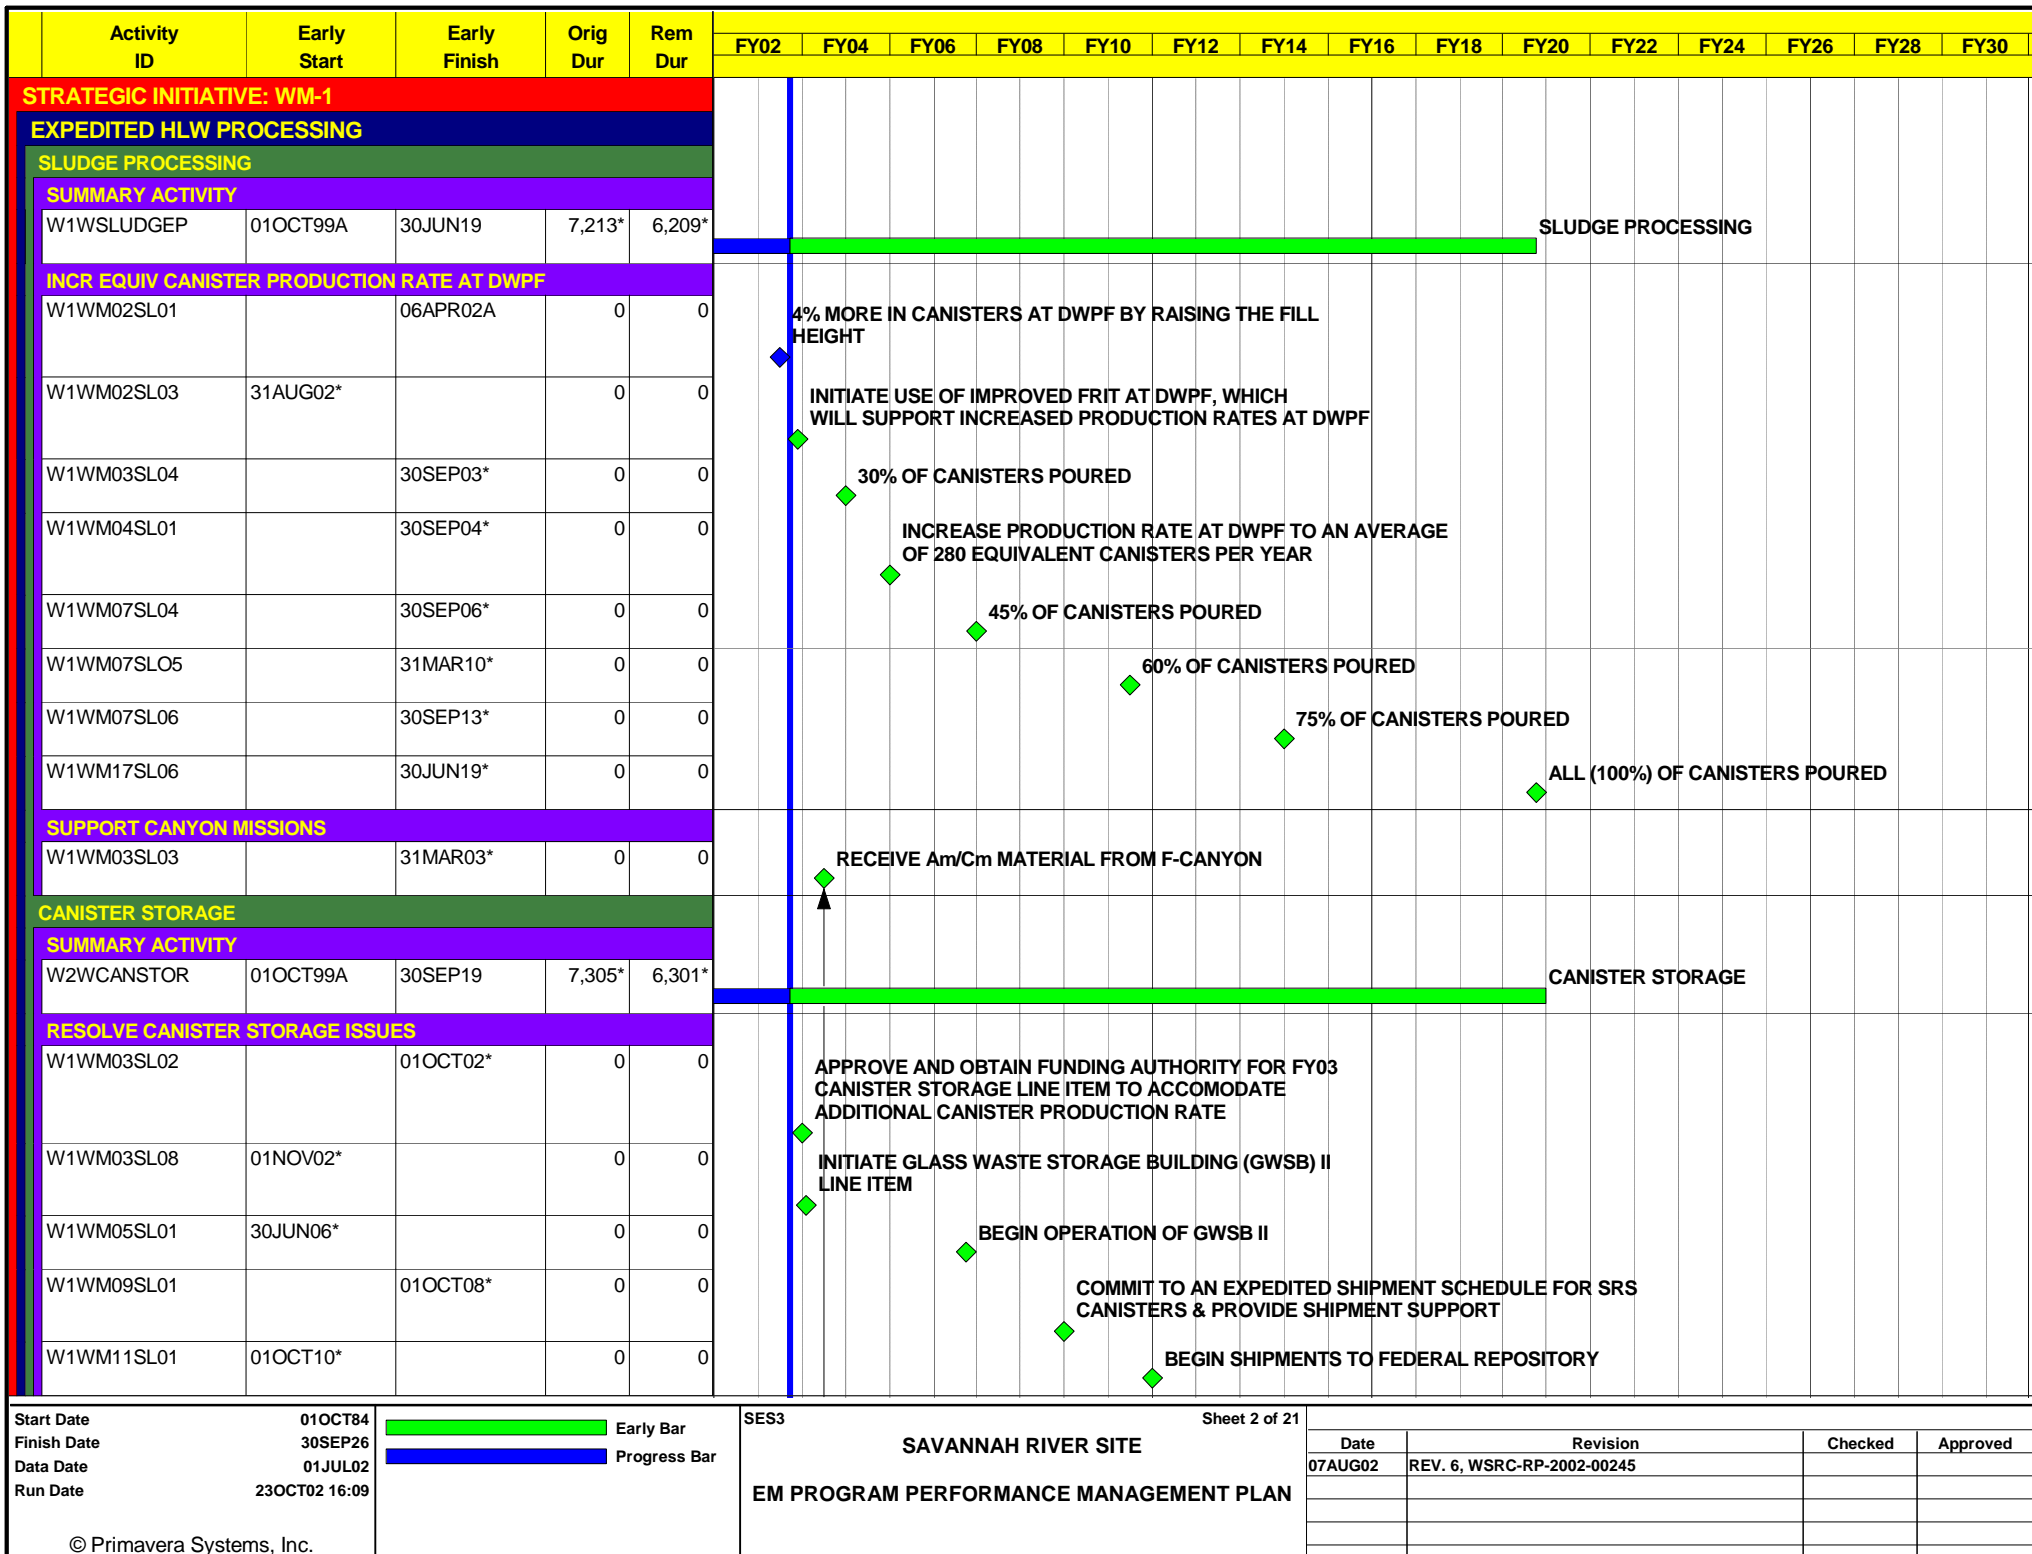 Activity ID Early Start Early Finish Orig Dur Rem Dur FY02 FY04 FY06 FY08 FY10 FY12 FY14 FY16 FY18 FY20 FY22 FY24 FY26 FY28 FY30
STRATEGIC INITIATIVE: WM-1
EXPEDITED HLW PROCESSING
SLUDGE PROCESSING
SUMMARY ACTIVITY
W1WSLUDGEP 01OCT99A 30JUN19 7,213* 6,209* SLUDGE PROCESSING
INCR EQUIV CANISTER PRODUCTION RATE AT DWPF
W1WM02SL01 06APR02A 0 0 4% MORE IN CANISTERS AT DWPF BY RAISING THE FILL
HEIGHT
W1WM02SL03 31AUG02* 0 0 INITIATE USE OF IMPROVED FRIT AT DWPF, WHICH
WILL SUPPORT INCREASED PRODUCTION RATES AT DWPF
W1WM03SL04 30SEP03* 0 0 30% OF CANISTERS POURED
W1WM04SL01 30SEP04* 0 0 INCREASE PRODUCTION RATE AT DWPF TO AN AVERAGE
OF 280 EQUIVALENT CANISTERS PER YEAR
W1WM07SL04 30SEP06* 0 0 45% OF CANISTERS POURED
W1WM07SLO5 31MAR10* 0 0 60% OF CANISTERS POURED
W1WM07SL06 30SEP13* 0 0 75% OF CANISTERS POURED
W1WM17SL06 30JUN19* 0 0 ALL (100%) OF CANISTERS POURED
SUPPORT CANYON MISSIONS
W1WM03SL03 31MAR03* 0 0 RECEIVE Am/Cm MATERIAL FROM F-CANYON
CANISTER STORAGE
SUMMARY ACTIVITY
W2WCANSTOR 01OCT99A 30SEP19 7,305* 6,301* CANISTER STORAGE
RESOLVE CANISTER STORAGE ISSUES
W1WM03SL02 01OCT02* 0 0 APPROVE AND OBTAIN FUNDING AUTHORITY FOR FY03
CANISTER STORAGE LINE ITEM TO ACCOMODATE
ADDITIONAL CANISTER PRODUCTION RATE
W1WM03SL08 01NOV02* 0 0 INITIATE GLASS WASTE STORAGE BUILDING (GWSB) II
LINE ITEM
W1WM05SL01 30JUN06* 0 0 BEGIN OPERATION OF GWSB II
W1WM09SL01 01OCT08* 0 0 COMMIT TO AN EXPEDITED SHIPMENT SCHEDULE FOR SRS
CANISTERS & PROVIDE SHIPMENT SUPPORT
W1WM11SL01 01OCT10* 0 0 BEGIN SHIPMENTS TO FEDERAL REPOSITORY
Start Date 01OCT84
Finish Date 30SEP26
Data Date 01JUL02
Run Date 23OCT02 16:09
© Primavera Systems, Inc.
Early Bar
Progress Bar
SES3 Sheet 2 of 21
SAVANNAH RIVER SITE
EM PROGRAM PERFORMANCE MANAGEMENT PLAN
Date Revision Checked Approved
07AUG02 REV. 6, WSRC-RP-2002-00245